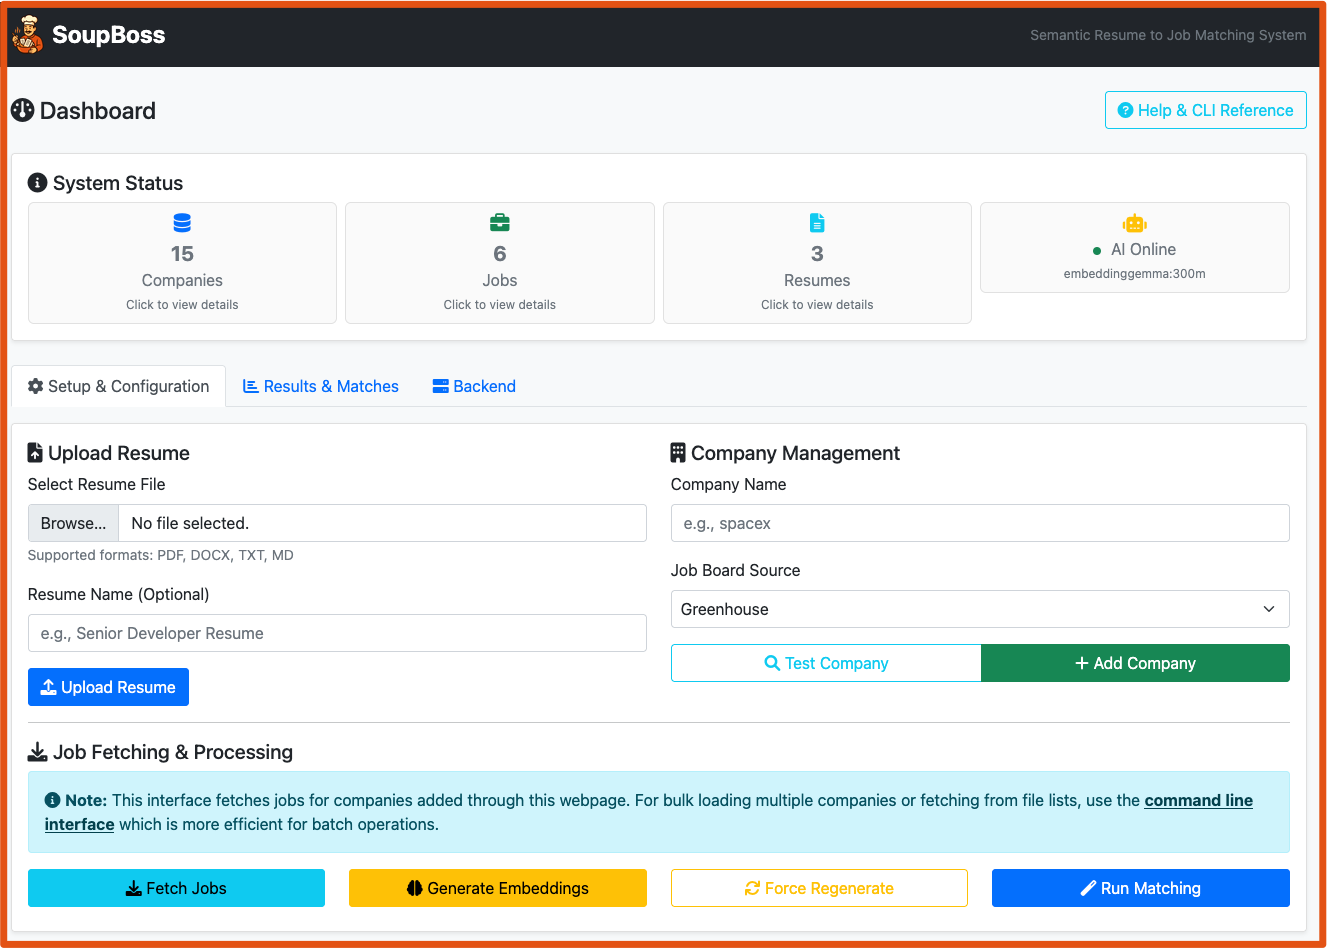 SoupBoss
Semantic Resume to Job Matching System
Dashboard
Help & CLI Reference
System Status
15
Companies
Click to view details
6
Jobs
Click to view details
3
Resumes
Click to view details
AI Online
embeddinggemma:300m
Setup & Configuration
Results & Matches
Backend
Upload Resume
Select Resume File
Browse...
No file selected.
Supported formats: PDF, DOCX, TXT, MD
Resume Name (Optional)
e.g., Senior Developer Resume
Upload Resume
Company Management
Company Name
e.g., spacex
Job Board Source
Greenhouse
Test Company
Add Company
Job Fetching & Processing
Note: This interface fetches jobs for companies added through this webpage. For bulk loading multiple companies or fetching from file lists, use the command line
interface which is more efficient for batch operations.
Fetch Jobs
Generate Embeddings
Force Regenerate
Run Matching